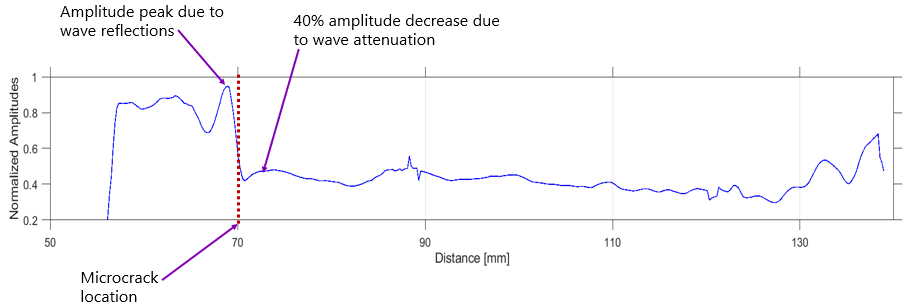 Amplitude peak due to
wave reflections
40% amplitude decrease due
to wave attenuation
Normalized Amplitudes
1
0.8
0.6
0.4
0.2
50
70
90
110
130
Distance [mm]
Microcrack
location